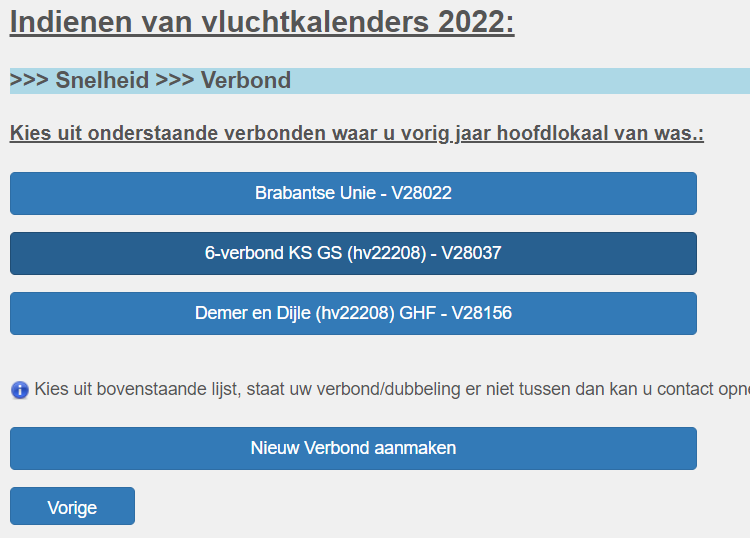 Indienen van vluchtkalenders 2022:
>>> Snelheid >>> Verbond
Kies uit onderstaande verbonden waar u vorig jaar hoofdlokaal van was.:
Brabantse Unie - V28022
6-verbond KS GS (hv22208) - V28037
Demer en Dijle (hv22208) GHF - V28156
Kies uit bovenstaande lijst, staat uw verbond/dubbeling er niet tussen dan kan u contact
Nieuw Verbond aanmaken
Vorige